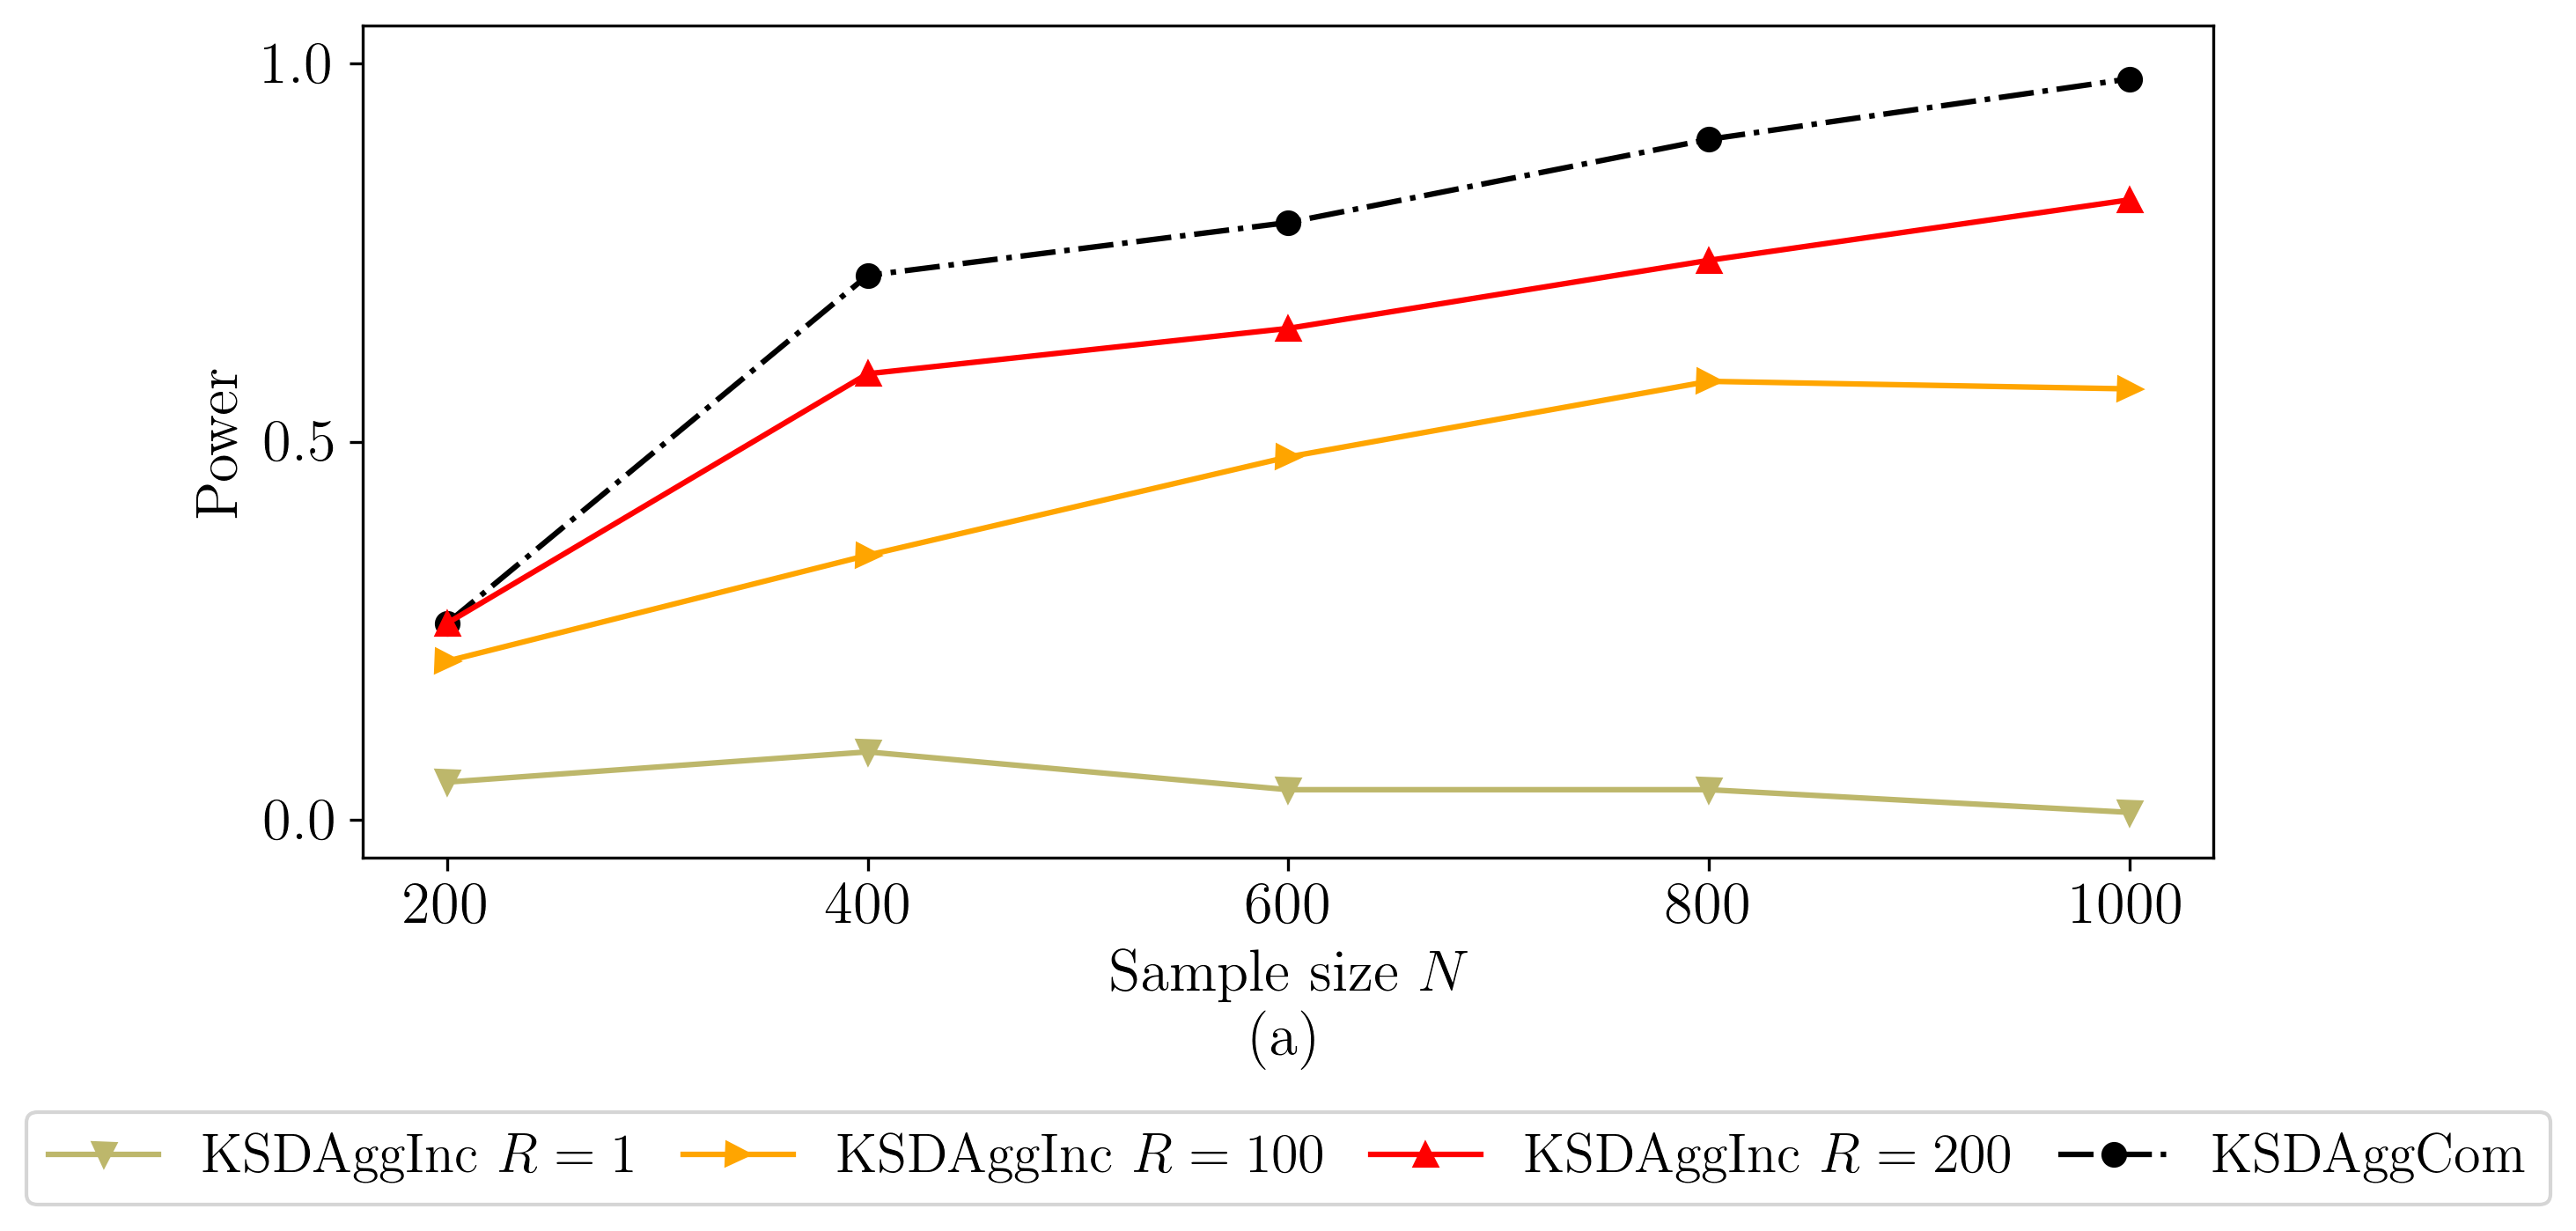 1.0
0.5
0.0
Power
200 400 600 800 1000
Sample size N
(a)
KSDAggInc R = 1 KSDAggInc R = 100 KSDAggInc R = 200 KSDAggCom